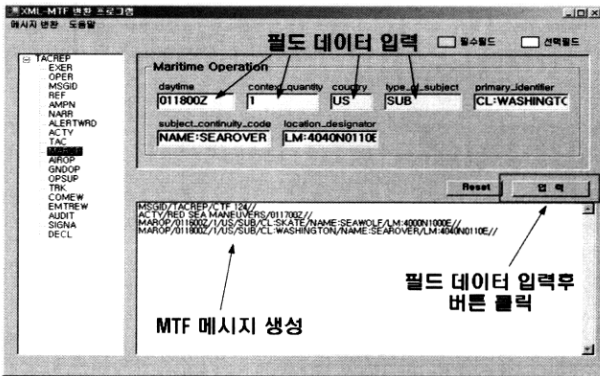 XML-MTF 변환 프로그램
메시지 변환 도움말
필도 데이터 입력
필수필드
선택필드
TACREP
EXER
OPER
MSGID
REF
AMPN
NARR
ALERTWRD
ACTY
TAC
MAROP
AIROP
GNDOP
OPSUP
TRK
COMEW
EMTREW
AUDIT
SIGNA
DECL
Maritime Operation
daytime context_quantity country type_of_subject primary_identifier
011800Z 1 US SUB CL:WASHINGTC
subject_continuity_code location_designator
NAME:SEAROVER LM:4040N0110E
Reset 입 력
MSGID/TACREP/CTF 124//
ACTY/RED SEA MANEUVERS/011700Z//
MAROP/011600Z/1/US/SUB/CL:SKATE/NAME:SEAWOLF/LM:4000N1000E//
MAROP/011800Z/1/US/SUB/CL:WASHINGTON/NAME:SEAROVER/LM:4040N0110E//
필드 데이터 입력후
버튼 클릭
MTF 메시지 생성